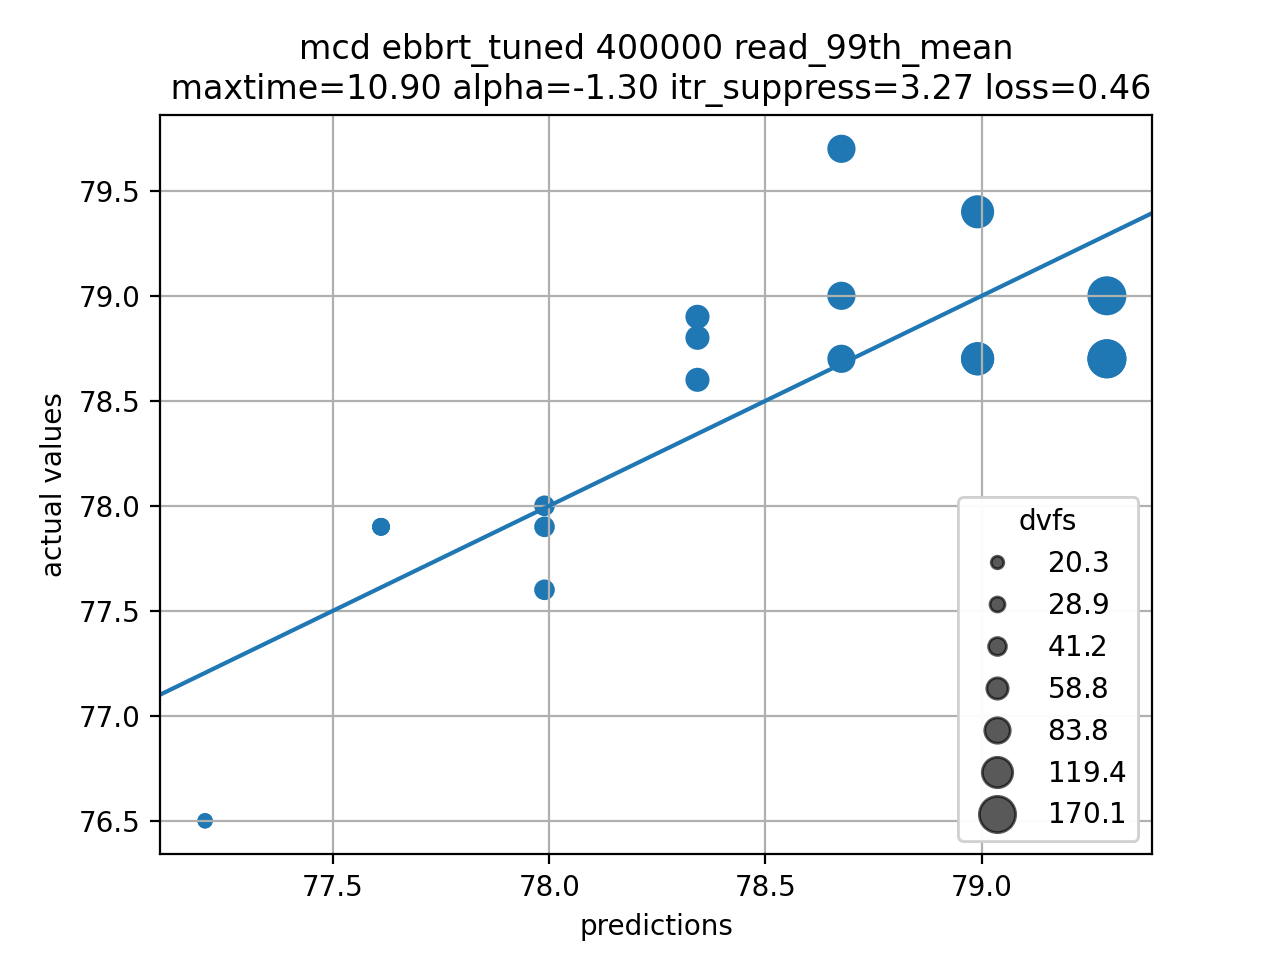 mcd ebbrt_tuned 400000 read_99th_mean
maxtime=10.90 alpha=-1.30 itr_suppress=3.27 loss=0.46
79.5
79.0
78.5
78.0
77.5
77.0
76.5
actual values
dvfs
20.3
28.9
41.2
58.8
83.8
119.4
170.1
77.5 78.0 78.5 79.0
predictions